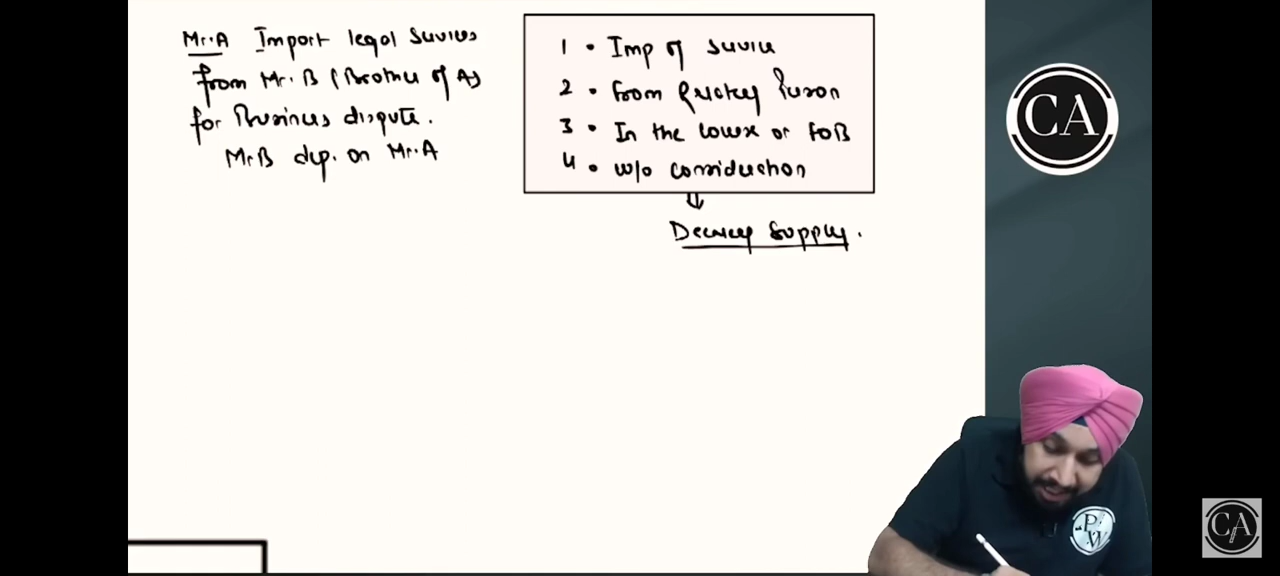 Mr. A Import legal Services
from Mr. B (Brother of A)
for Business dispute.
Mr B dep. on Mr. A
1 • Imp of Service
2 • From Related Person
3 • In the course or FOB
4 • w/o consideration
⇓
Deemed Supply.
CA
P
W
CA